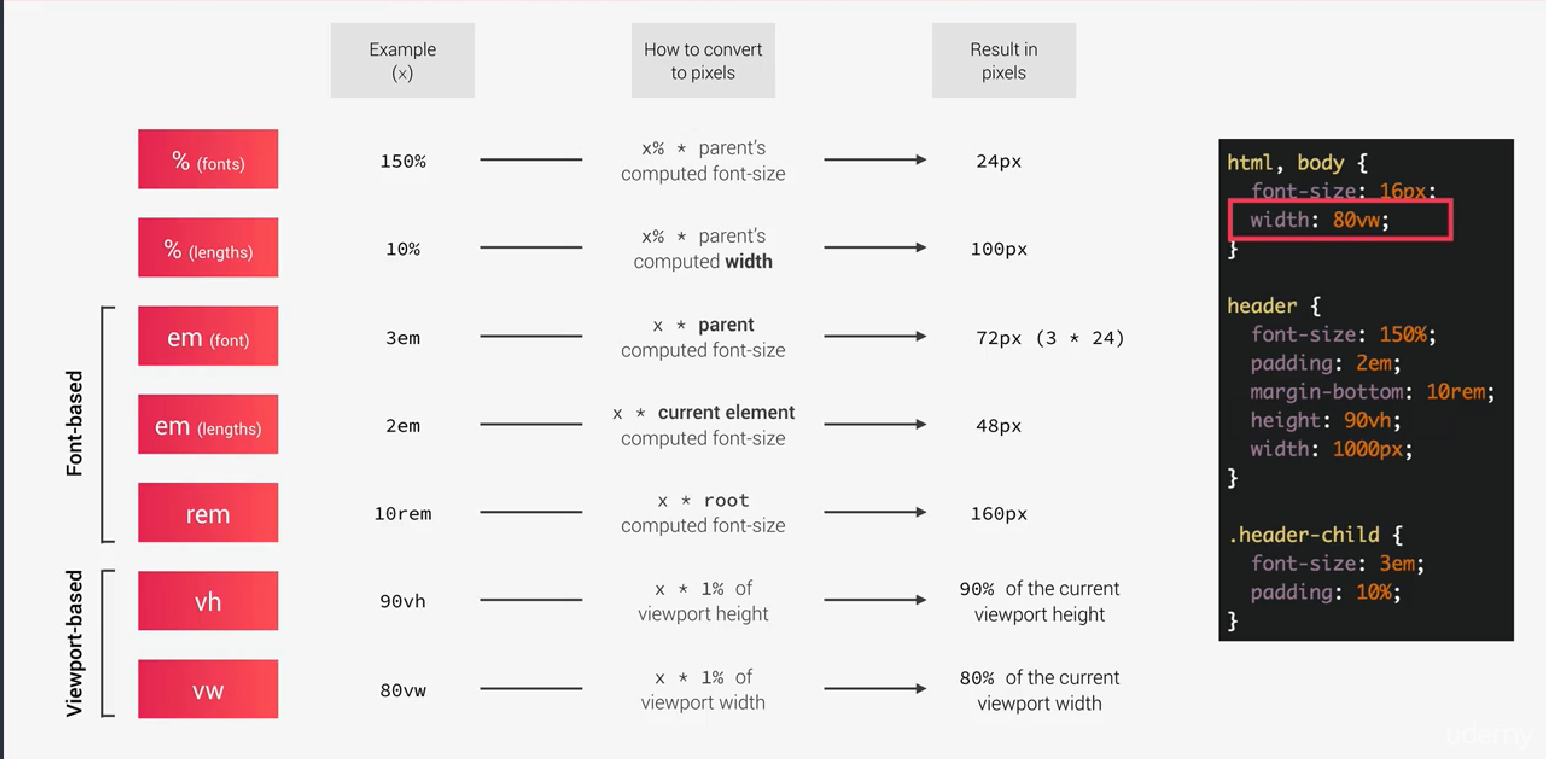 Example
(x)
How to convert
to pixels
Result in
pixels
% (fonts)
150%
x% * parent's
computed font-size
24px
% (lengths)
10%
x% * parent's
computed width
100px
Font-based
em (font)
3em
x * parent
computed font-size
72px (3 * 24)
em (lengths)
2em
x * current element
computed font-size
48px
rem
10rem
x * root
computed font-size
160px
Viewport-based
vh
90vh
x * 1% of
viewport height
90% of the current
viewport height
vw
80vw
x * 1% of
viewport width
80% of the current
viewport width
html, body {
font-size: 16px;
width: 80vw;
}
header {
font-size: 150%;
padding: 2em;
margin-bottom: 10rem;
height: 90vh;
width: 1000px;
}
.header-child {
font-size: 3em;
padding: 10%;
}
udemy